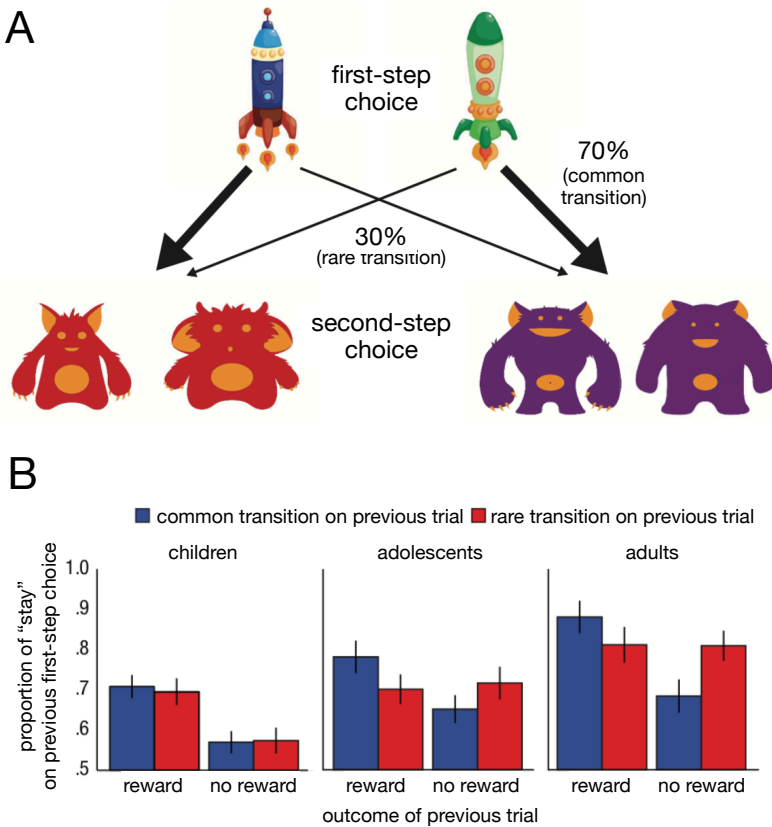 A
first-step
choice
70%
(common
transition)
30%
(rare transition)
second-step
choice
B
common transition on previous trial
rare transition on previous trial
children
adolescents
adults
proportion of “stay”
on previous first-step choice
1.0
.9
.8
.7
.6
.5
reward
no reward
reward
no reward
reward
no reward
outcome of previous trial